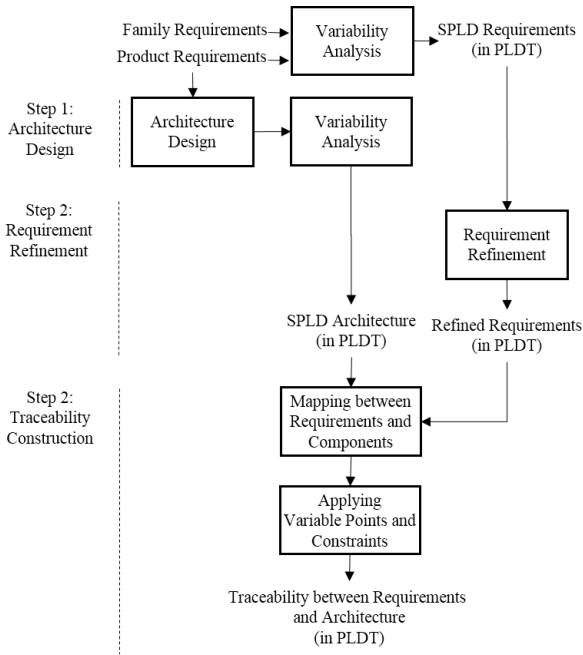 Family Requirements
Product Requirements
Variability
Analysis
SPLD Requirements
(in PLDT)
Step 1:
Architecture
Design
Architecture
Design
Variability
Analysis
Step 2:
Requirement
Refinement
Requirement
Refinement
SPLD Architecture
(in PLDT)
Refined Requirements
(in PLDT)
Step 2:
Traceability
Construction
Mapping between
Requirements and
Components
Applying
Variable Points and
Constraints
Traceability between Requirements
and Architecture
(in PLDT)